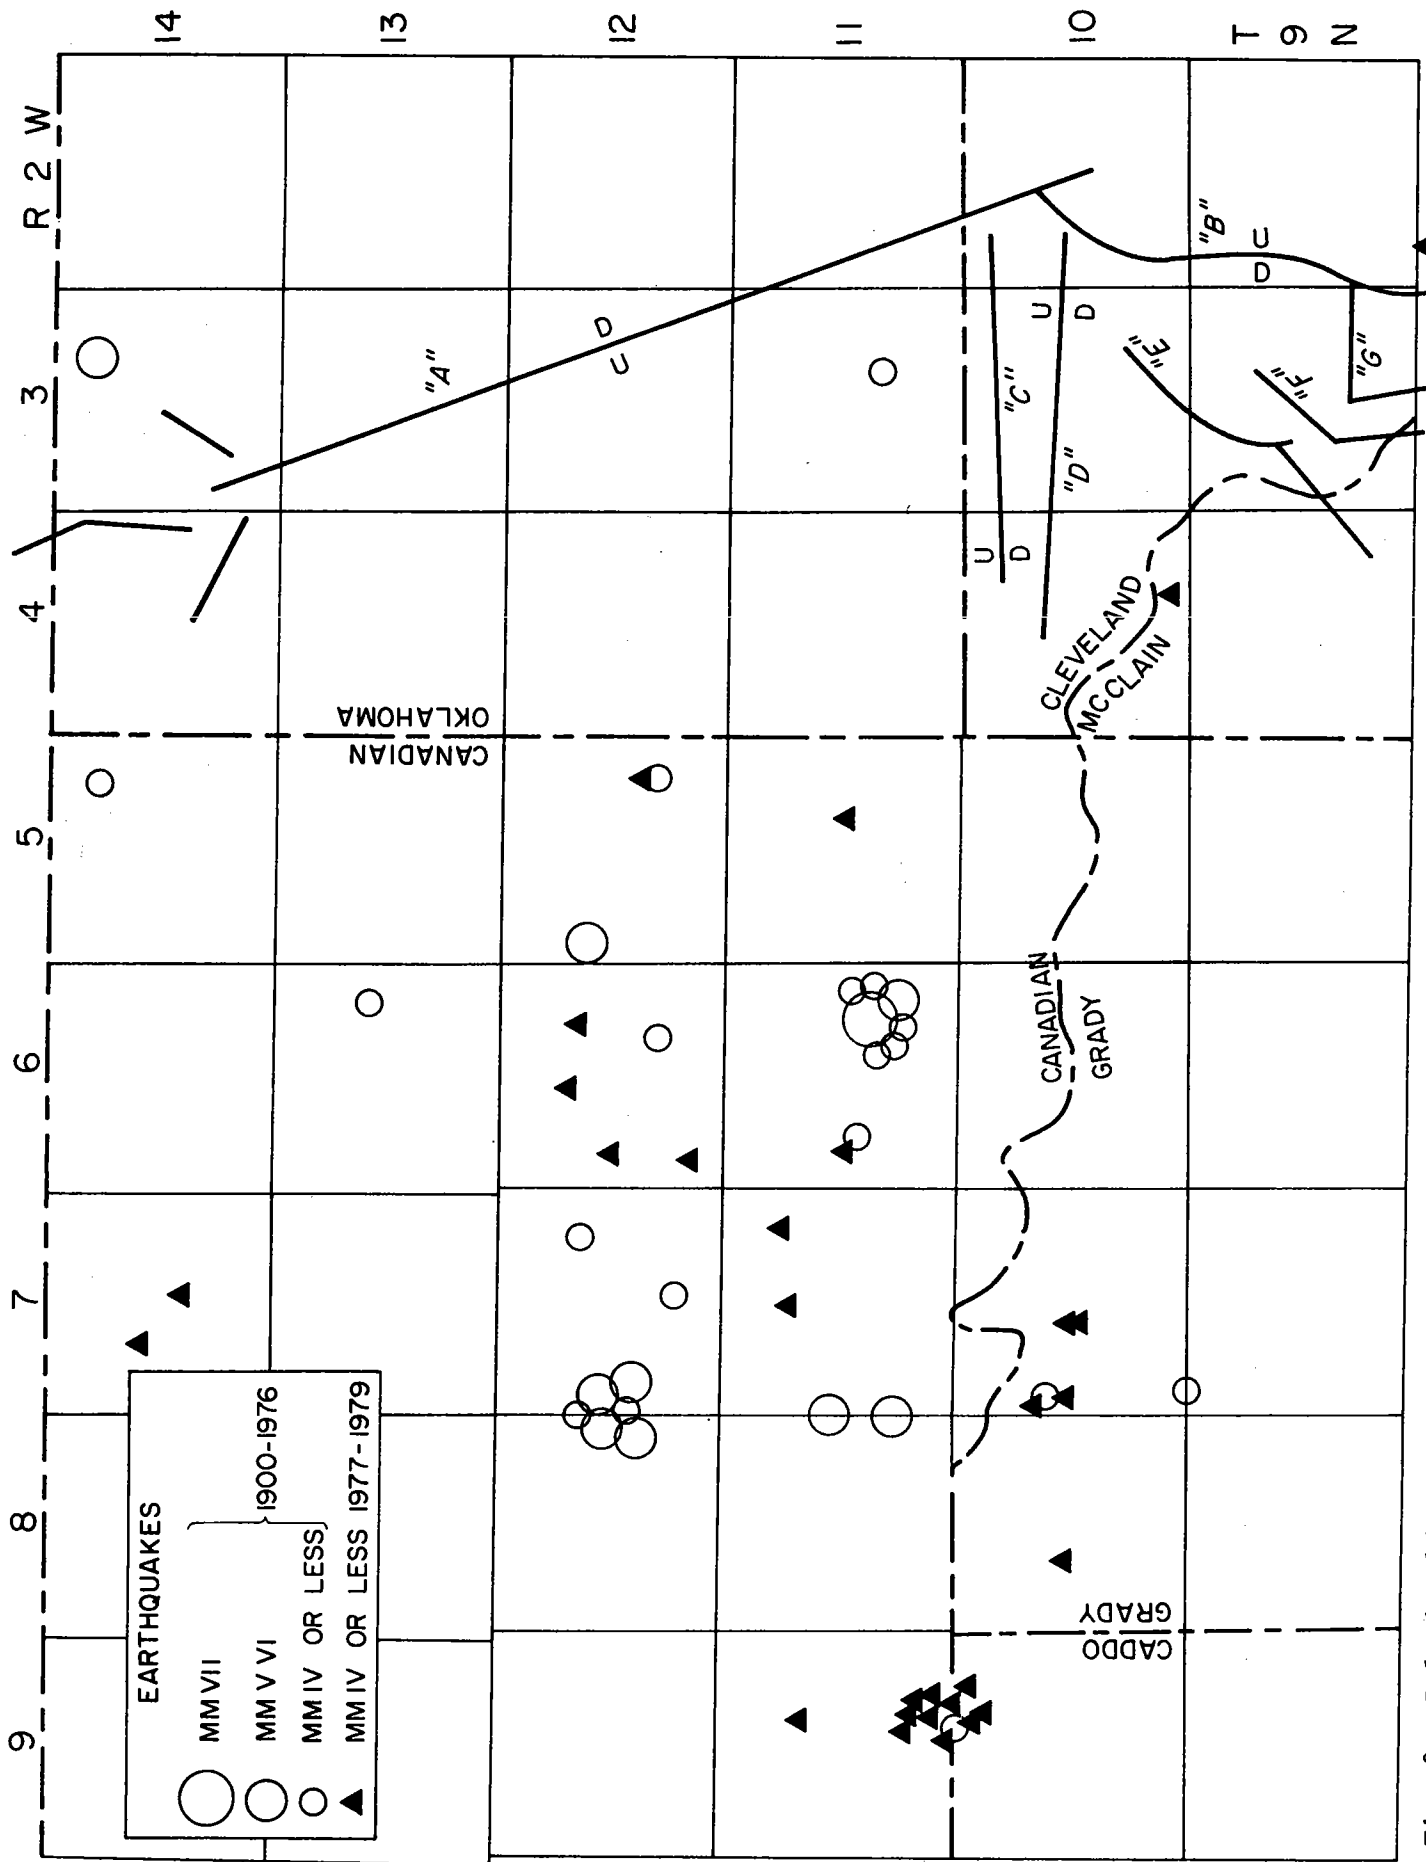 9 8 7 6 5 4 3 R 2 W
14
13
12
11
10
T
9
N
EARTHQUAKES
MM VII
MM V VI
MM IV OR LESS
1900-1976
MM IV OR LESS 1977-1979
CANADIAN
OKLAHOMA
"A"
D
U
"B"
U
D
"C"
U
D
"D"
U
D
"E"
"F"
"G"
CLEVELAND
MCCLAIN
CANADIAN
GRADY
CADDO
GRADY